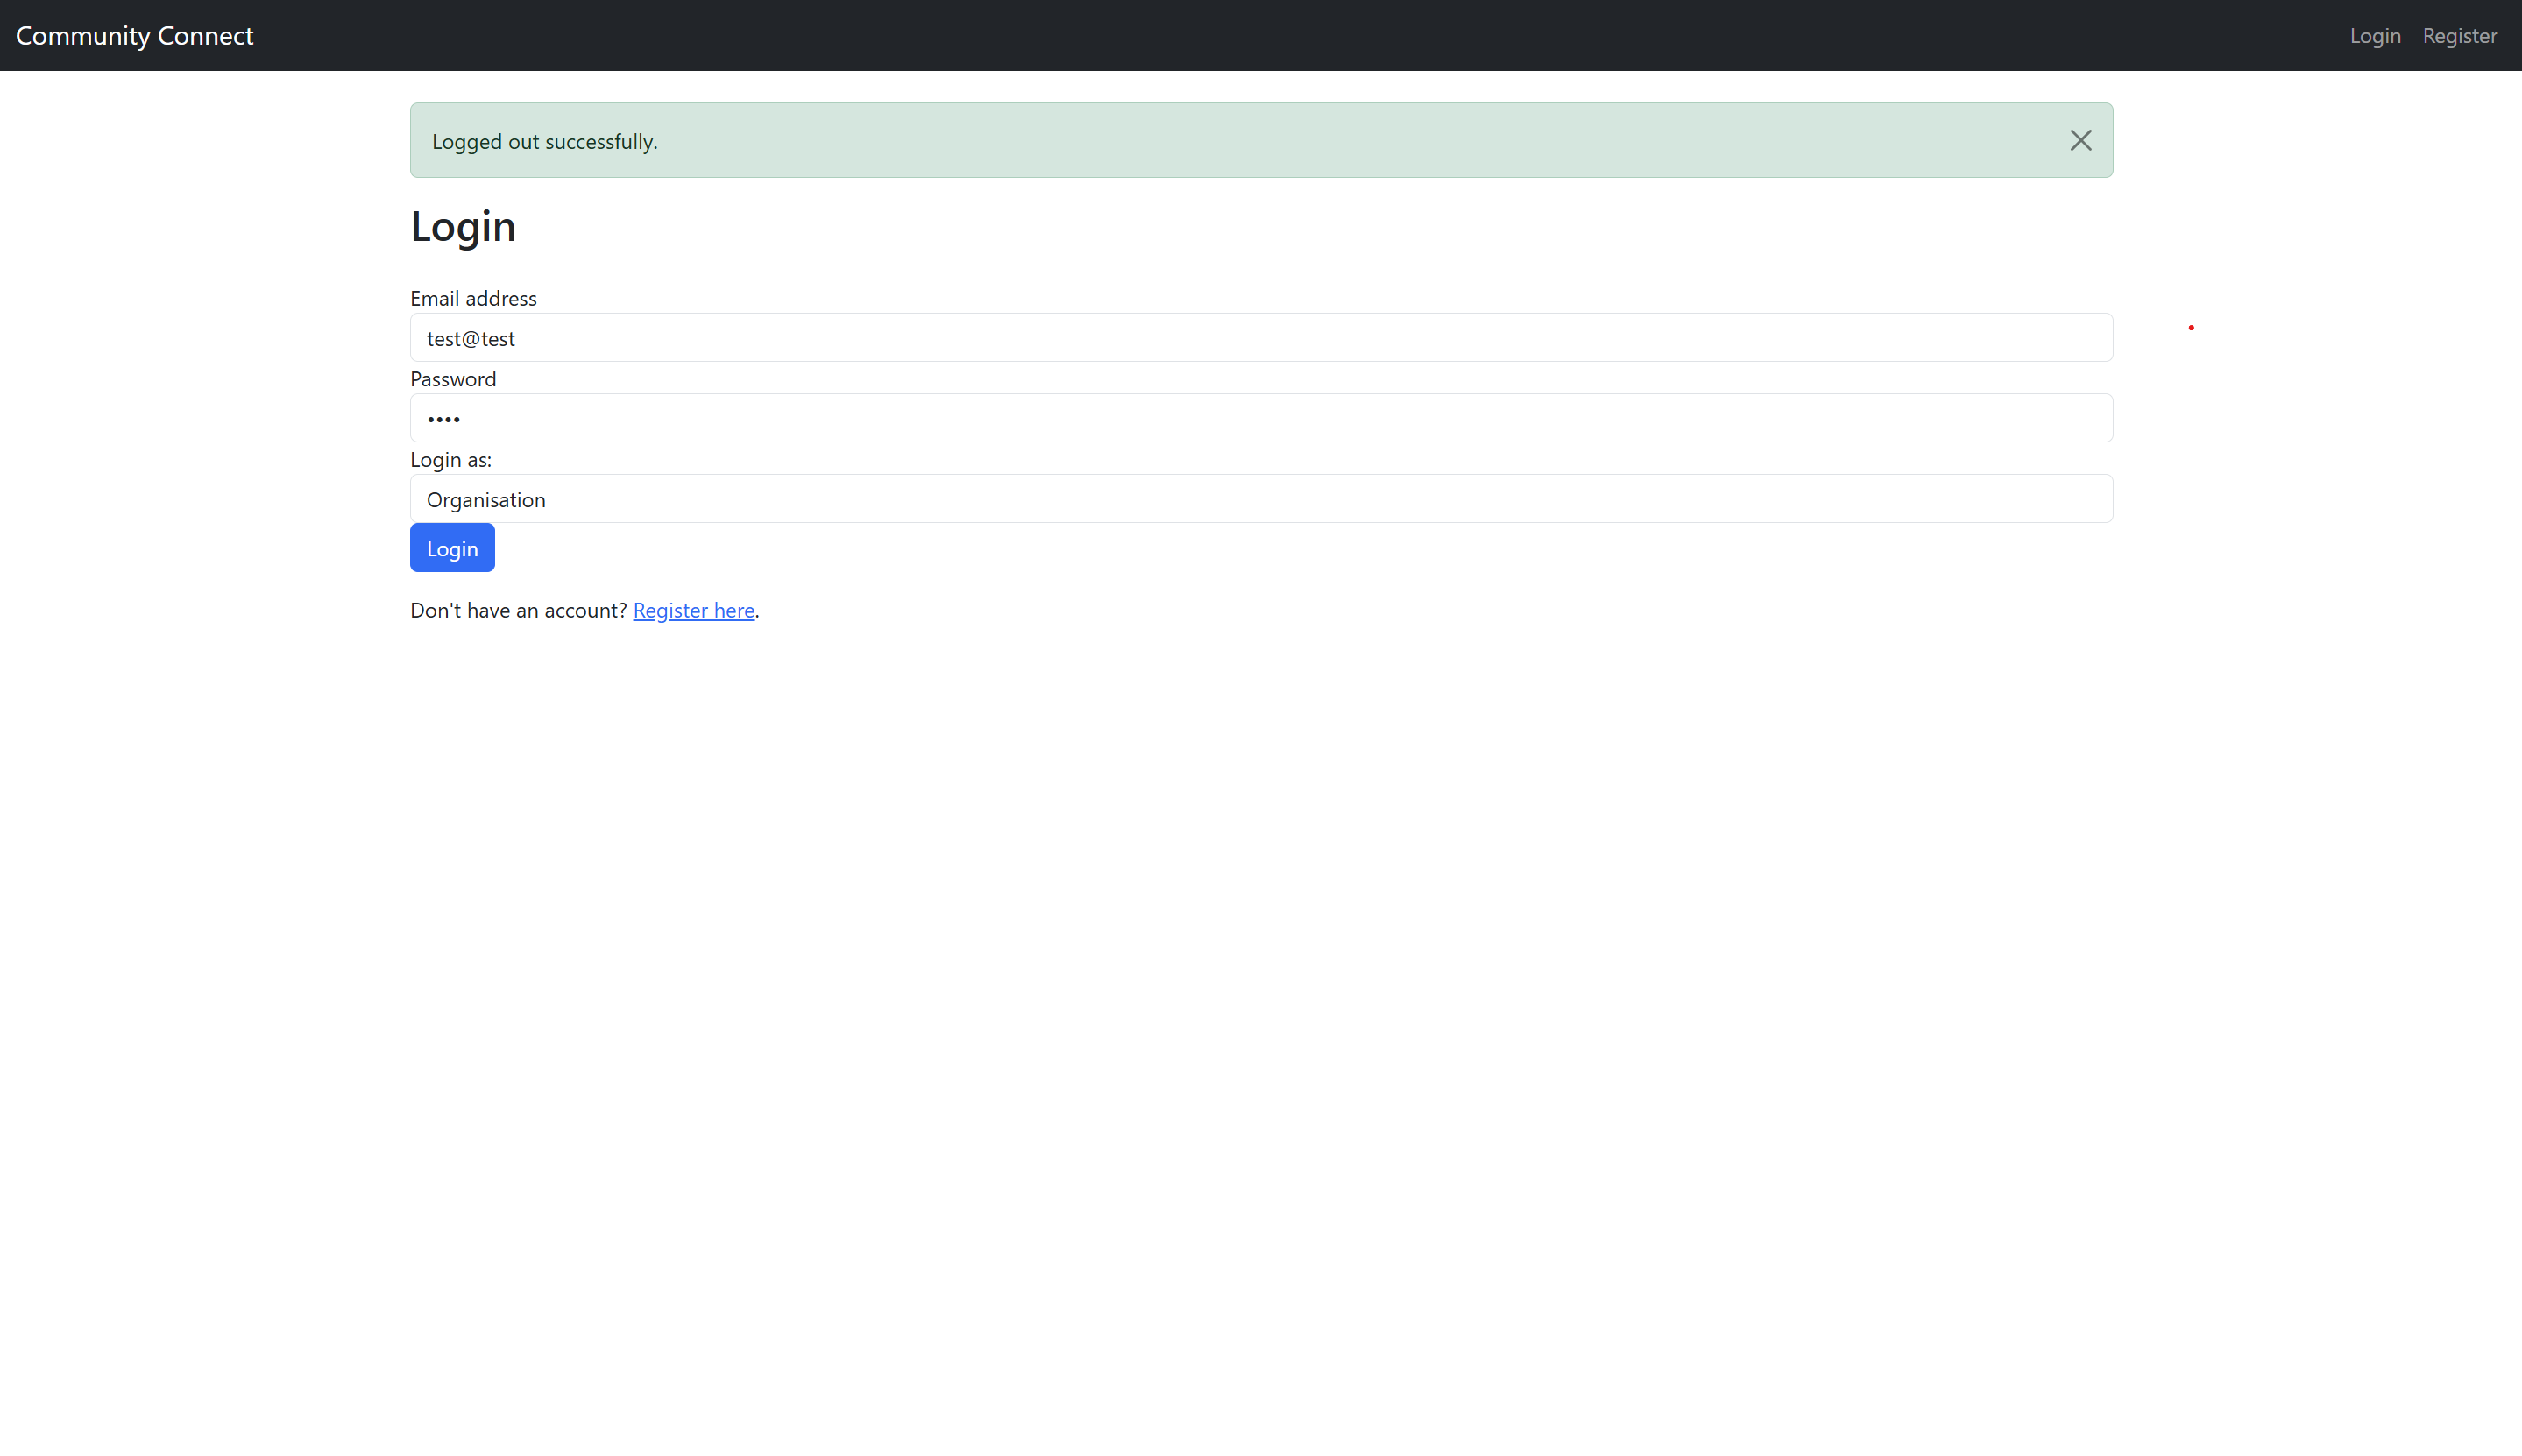 Community Connect
Login Register
Logged out successfully.
Login
Email address
test@test
Password
••••
Login as:
Organisation
Login
Don't have an account? Register here.